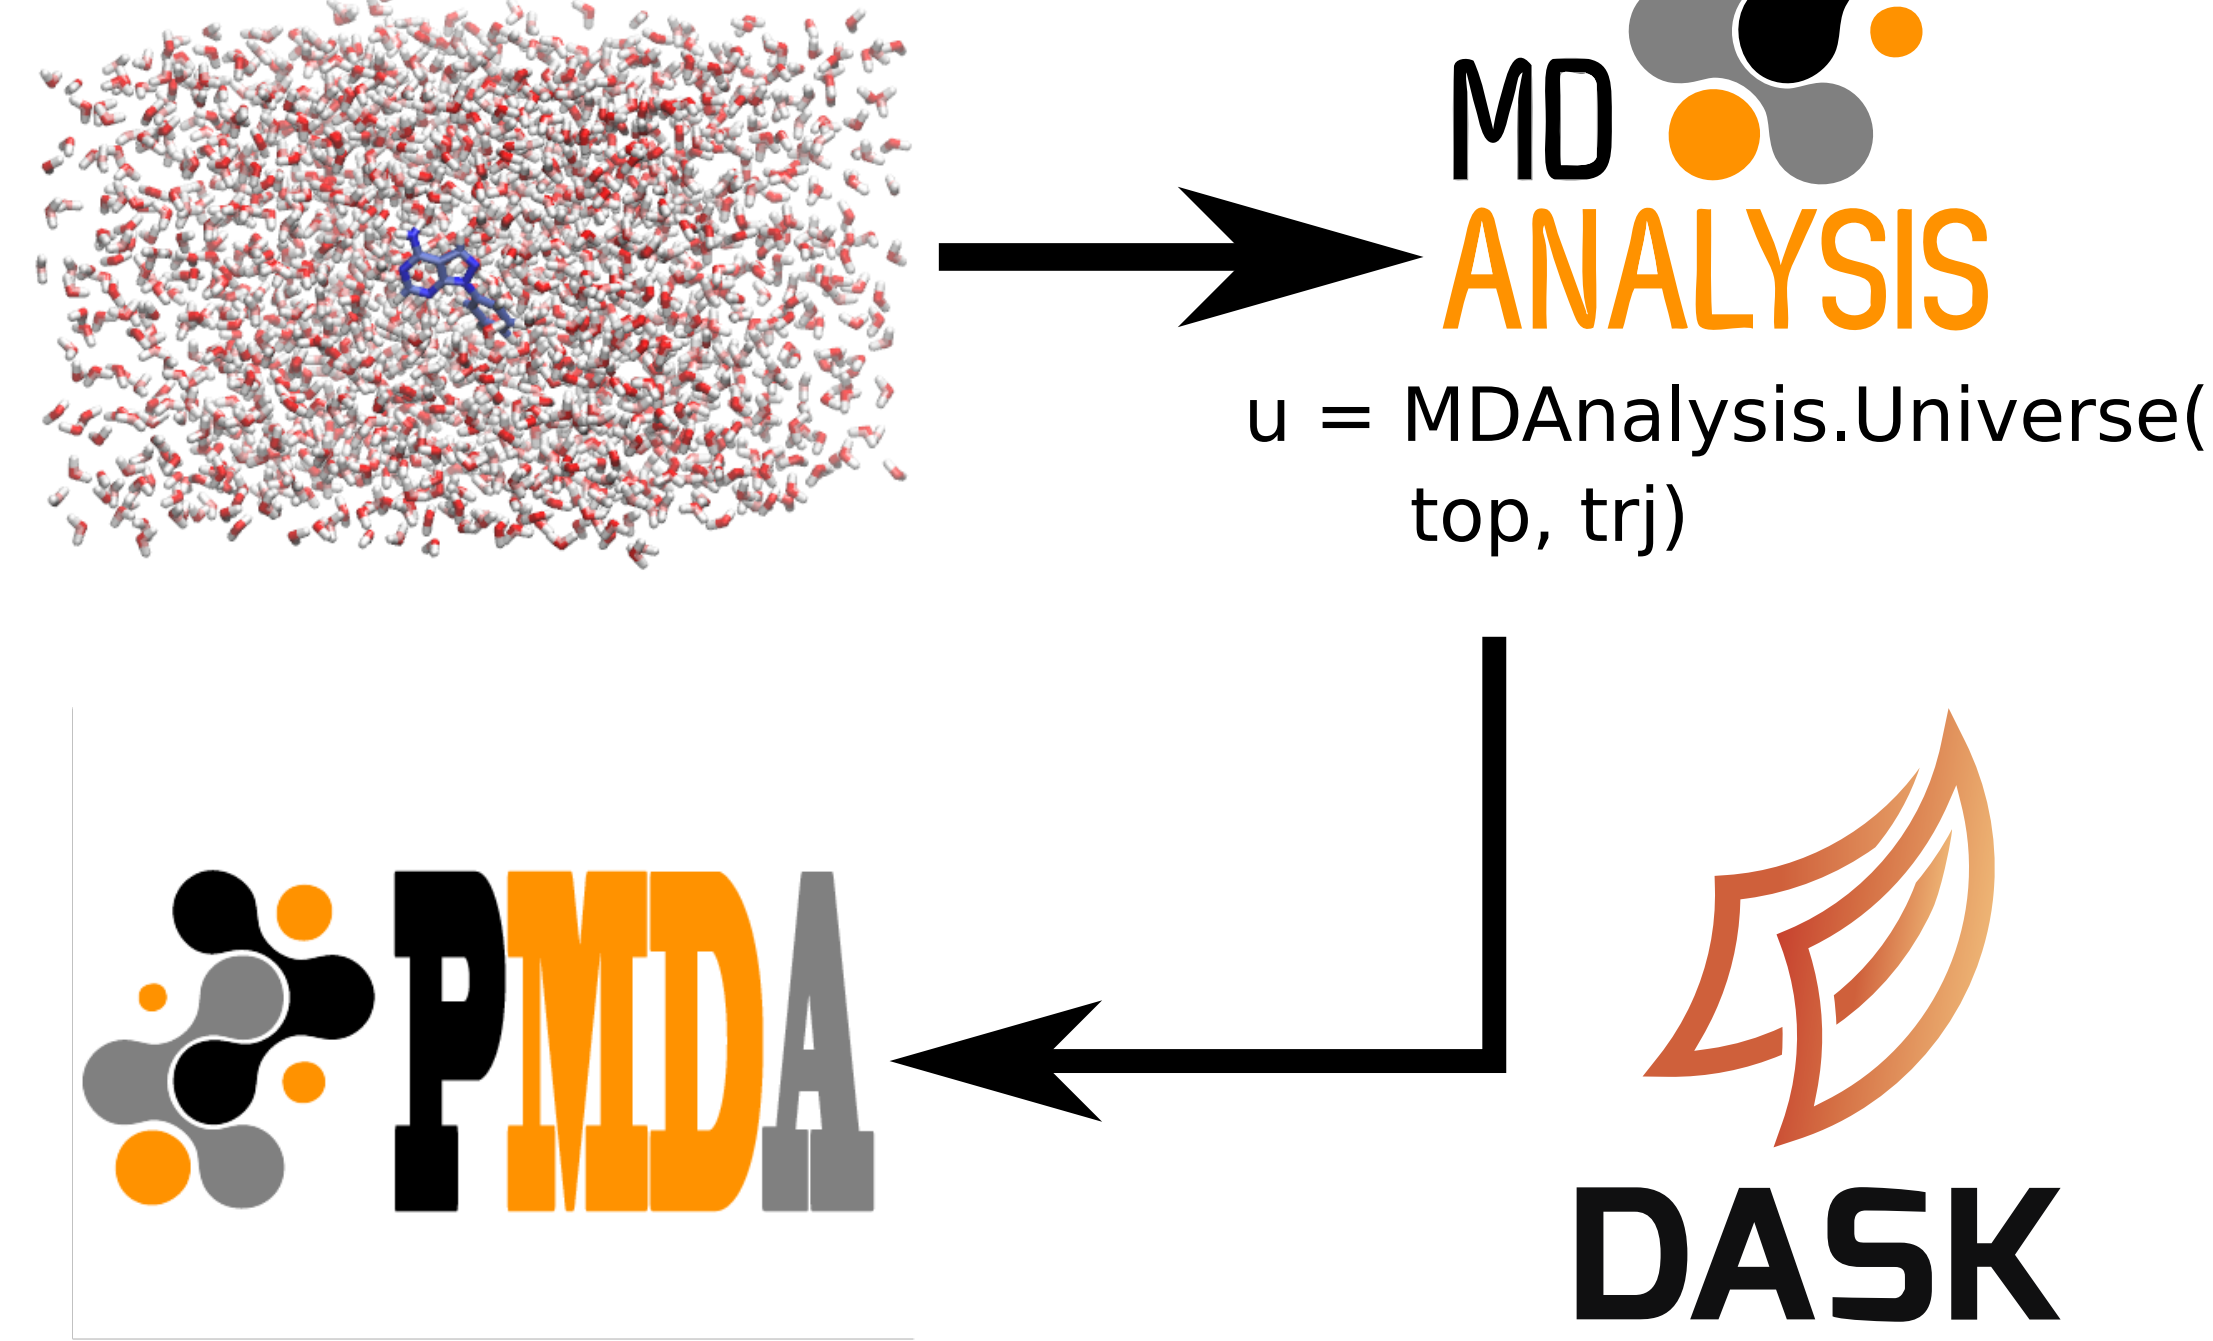 MD
ANALYSIS
u = MDAnalysis.Universe(
top, trj)
PMDA
DASK